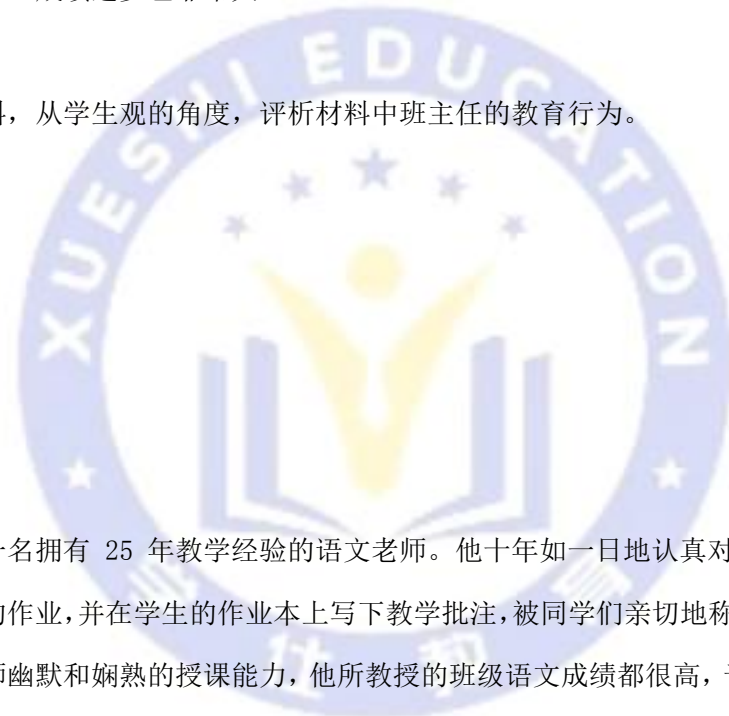 料，从学生观的角度，评析材料中班主任的教育行为。
XUESHI EDUCATION
一名拥有 25 年教学经验的语文老师。他十年如一日地认真对
的作业，并在学生的作业本上写下教学批注，被同学们亲切地称
师幽默和娴熟的授课能力，他所教授的班级语文成绩都很高，
学仕教育